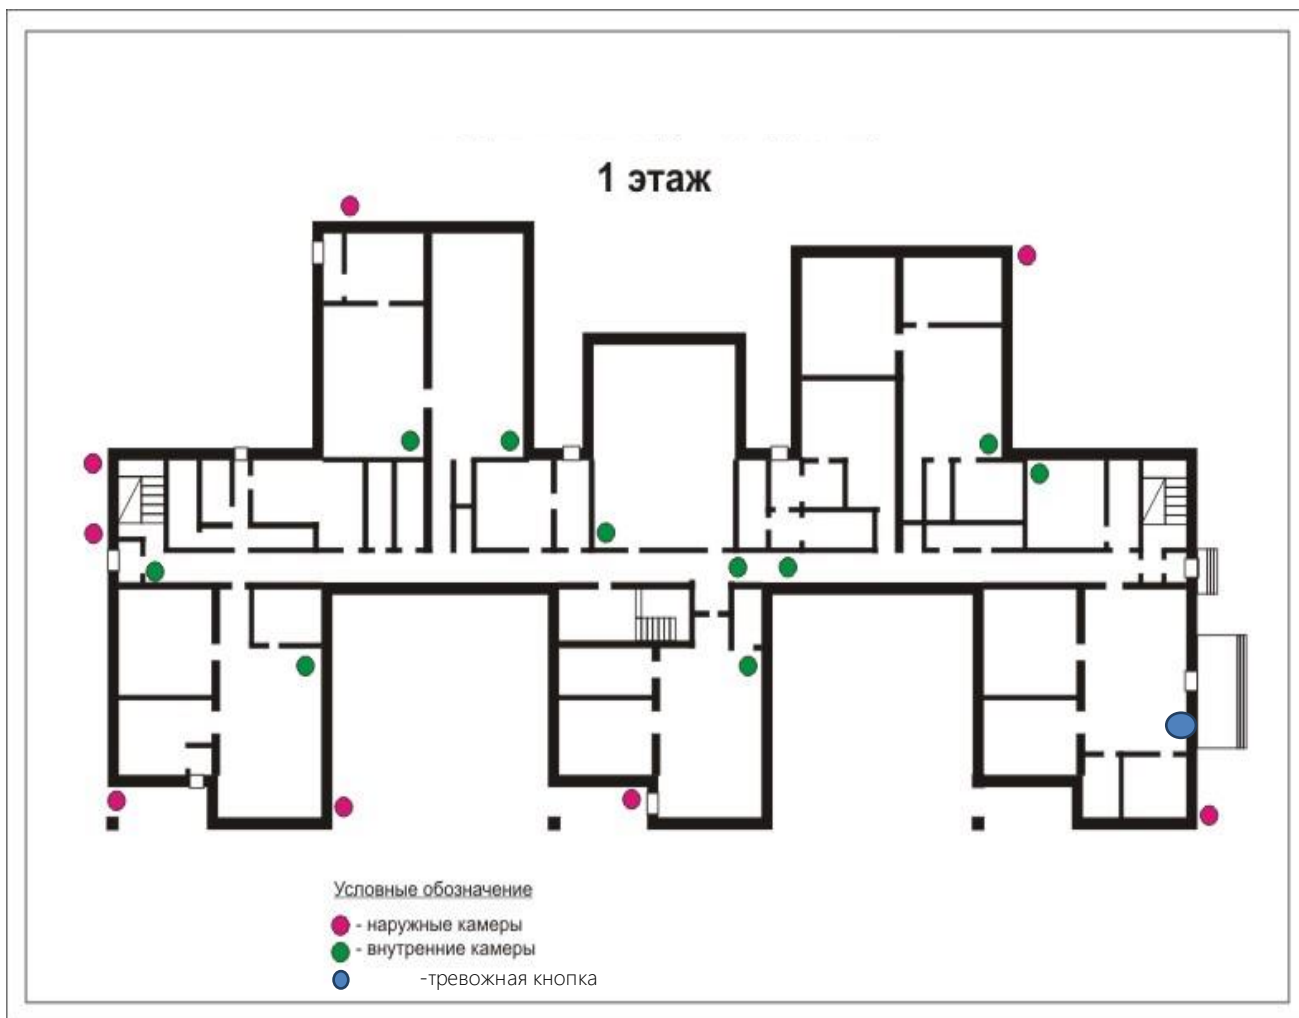 1 этаж
Условные обозначение
- наружные камеры
- внутренние камеры
-тревожная кнопка